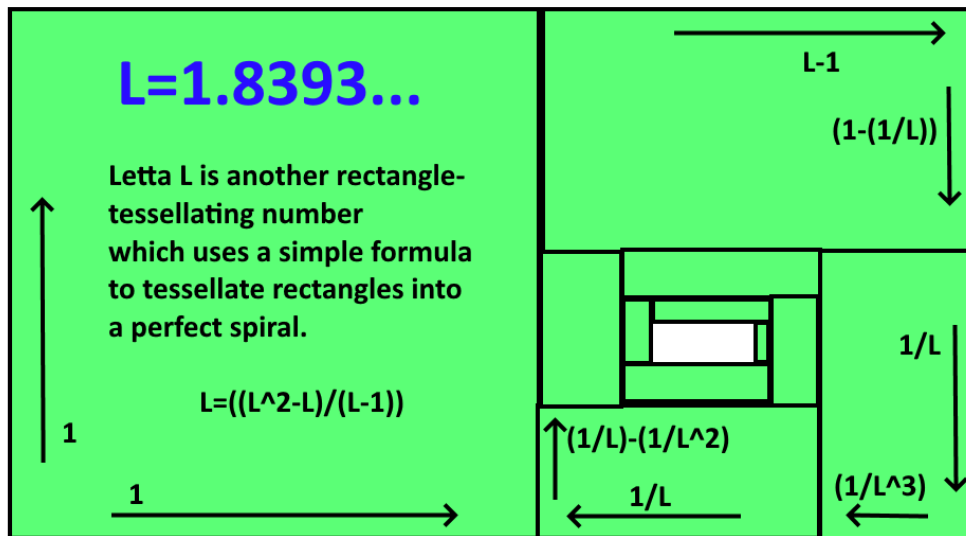 L=1.8393...
L-1
(1-(1/L))
Letta L is another rectangle-
tessellating number
which uses a simple formula
to tessellate rectangles into
a perfect spiral.
1/L
L=((L^2-L)/(L-1))
1
(1/L)-(1/L^2)
1
1/L
(1/L^3)